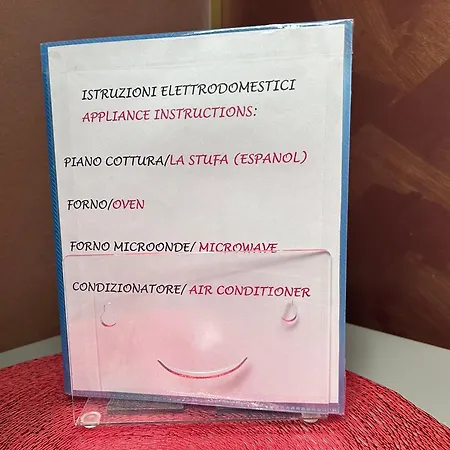 ISTRUZIONI ELETTRODOMESTICI
APPLIANCE INSTRUCTIONS:
PIANO COTTURA/LA STUFA (ESPANOL)
FORNO/OVEN
FORNO MICROONDE/ MICROWAVE
CONDIZIONATORE/ AIR CONDITIONER